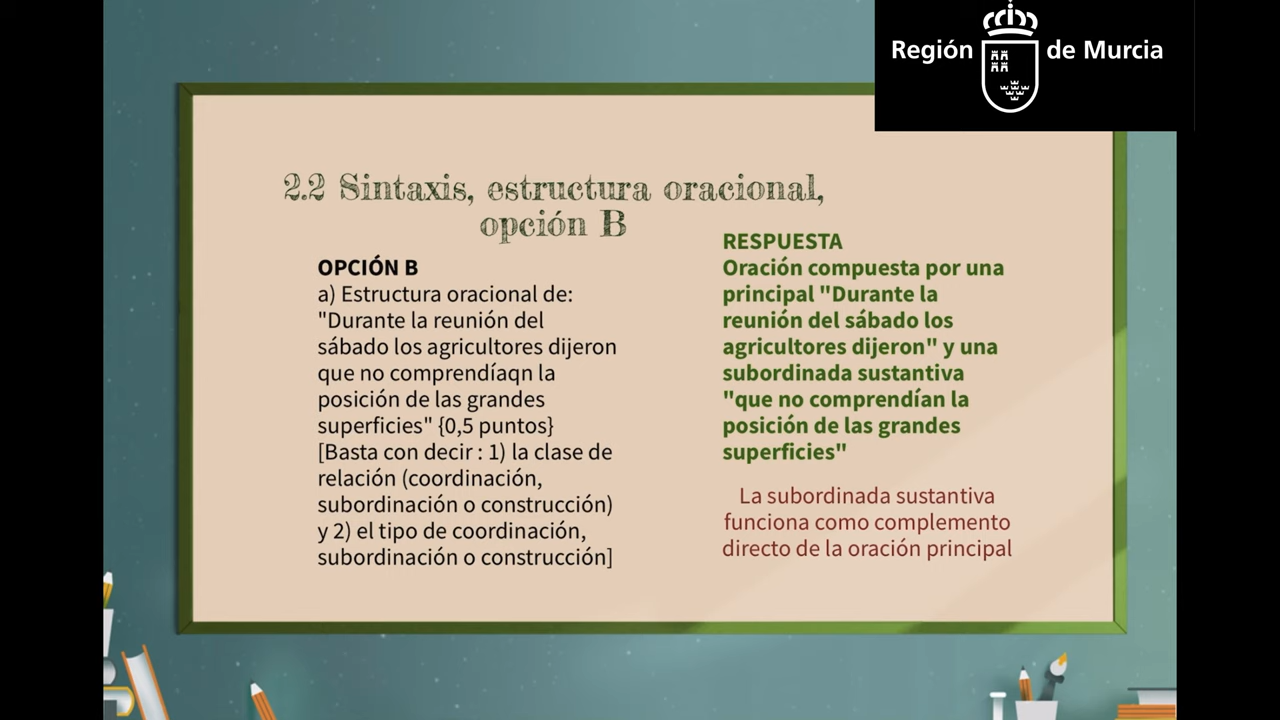 Región de Murcia
2.2 Sintaxis, estructura oracional,
opción B
OPCIÓN B
a) Estructura oracional de:
"Durante la reunión del
sábado los agricultores dijeron
que no comprendíaqn la
posición de las grandes
superficies" {0,5 puntos}
[Basta con decir : 1) la clase de
relación (coordinación,
subordinación o construcción)
y 2) el tipo de coordinación,
subordinación o construcción]
RESPUESTA
Oración compuesta por una
principal "Durante la
reunión del sábado los
agricultores dijeron" y una
subordinada sustantiva
"que no comprendían la
posición de las grandes
superficies"
La subordinada sustantiva
funciona como complemento
directo de la oración principal